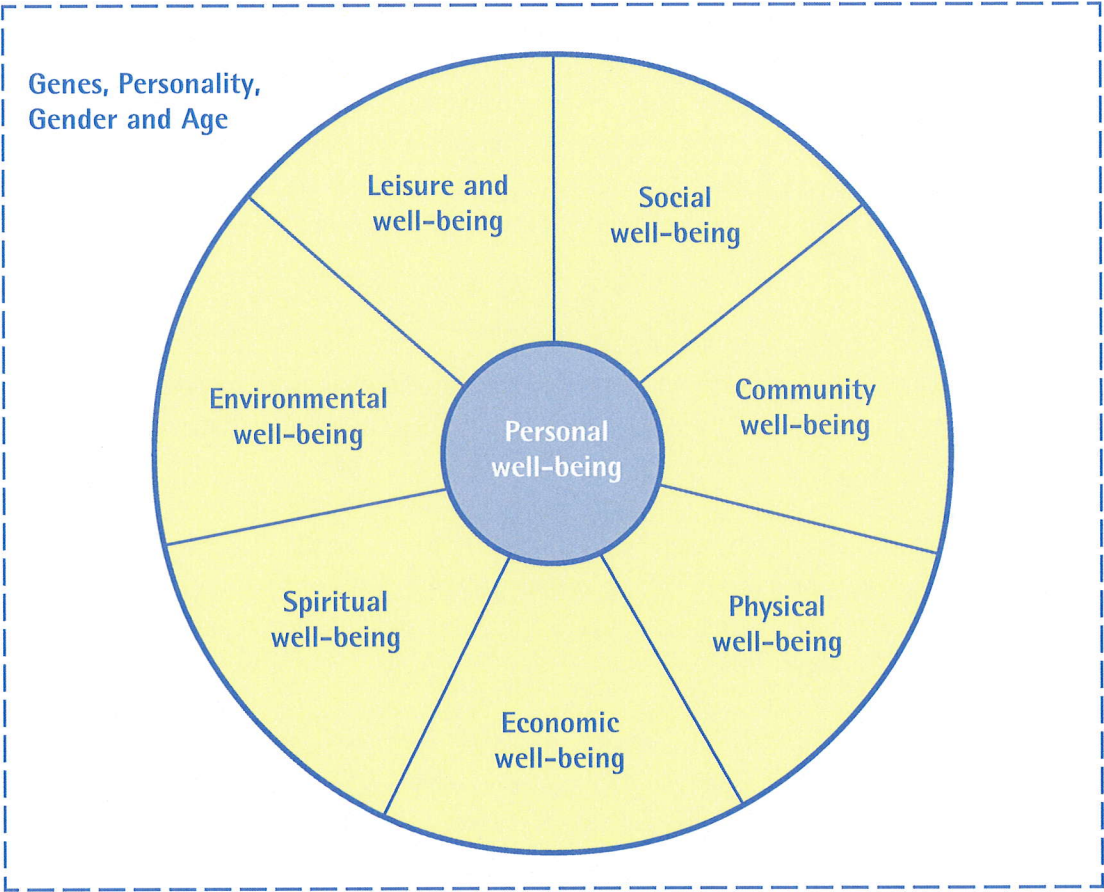 Genes, Personality,
Gender and Age
Leisure and
well-being
Social
well-being
Environmental
well-being
Community
well-being
Personal
well-being
Spiritual
well-being
Physical
well-being
Economic
well-being